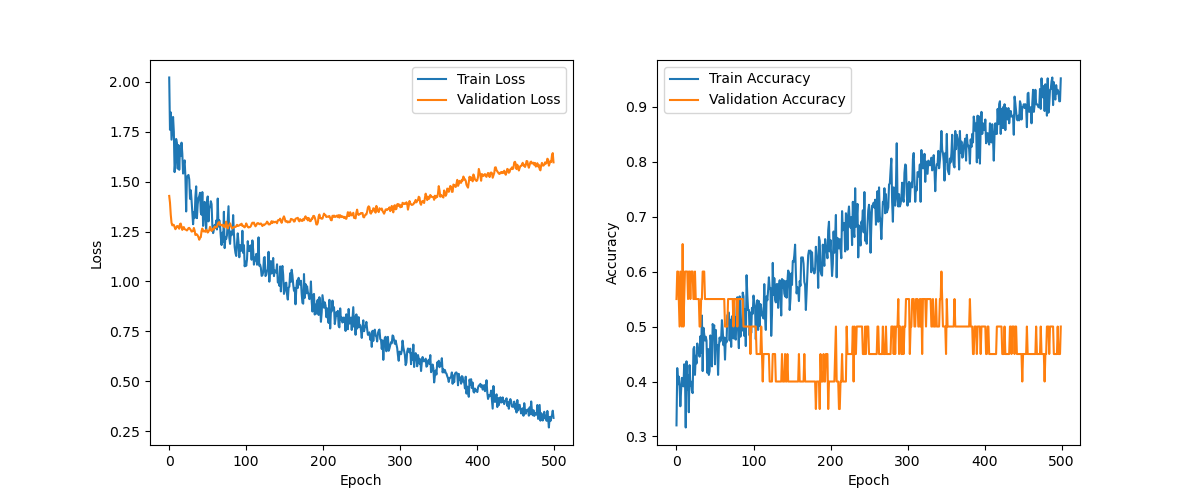 2.00
1.75
1.50
1.25
1.00
0.75
0.50
0.25
Loss
0 100 200 300 400 500
Epoch
Train Loss
Validation Loss
0.9
0.8
0.7
0.6
0.5
0.4
0.3
Accuracy
0 100 200 300 400 500
Epoch
Train Accuracy
Validation Accuracy